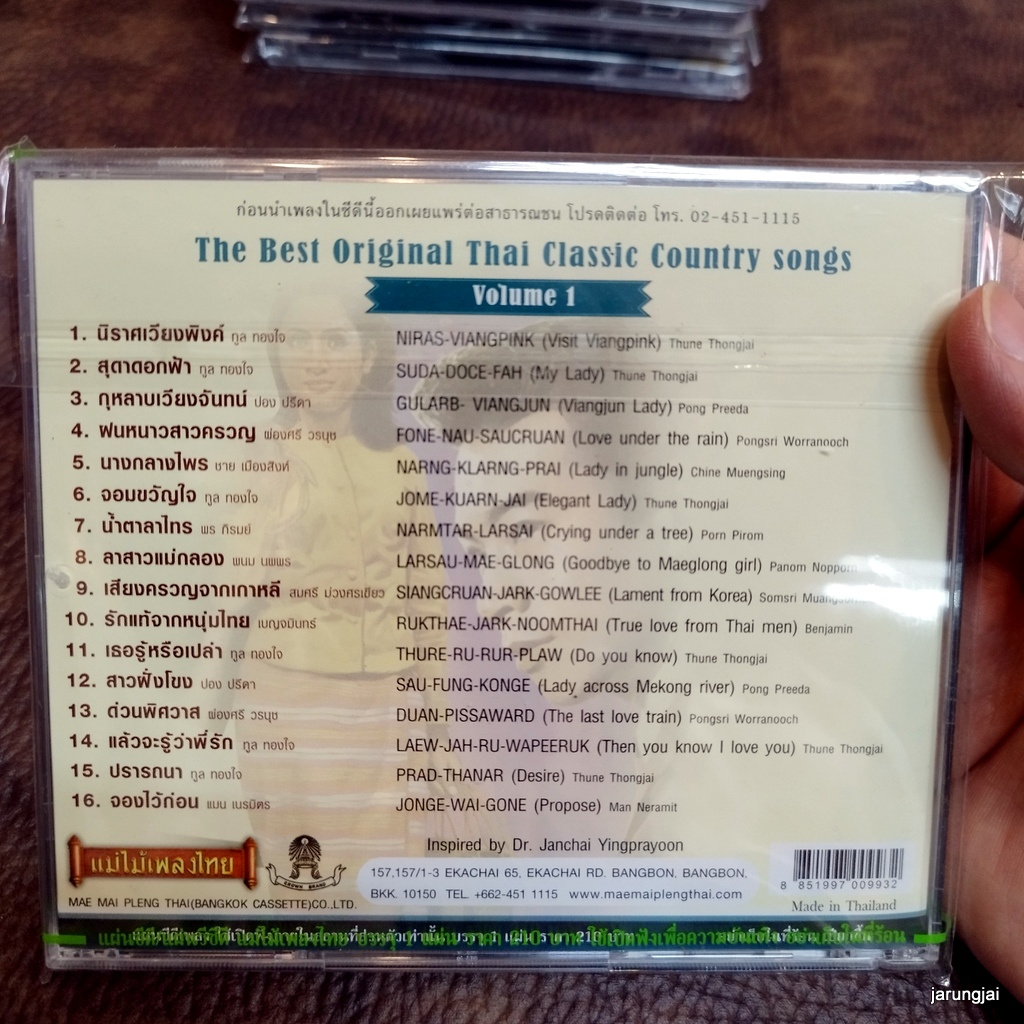 ก่อนนำเพลงในซีดีนี้ออกเผยแพร่ต่อสาธารณชน โปรดติดต่อ โทร. 02-451-1115
The Best Original Thai Classic Country songs
Volume 1
1. นิราศเวียงพิงค์ ทูล ทองใจ NIRAS-VIANGPINK (Visit Viangpink) Thune Thongjai
2. สุดาดอกฟ้า ทูล ทองใจ SUDA-DOCE-FAH (My Lady) Thune Thongjai
3. กุหลาบเวียงจันทน์ ปอง ปรีดา GULARB- VIANGJUN (Viangjun Lady) Pong Preeda
4. ฝนหนาวสาวครวญ ผ่องศรี วรนุช FONE-NAU-SAUCRUAN (Love under the rain) Pongsri Worranooch
5. นางกลางไพร ชาย เมืองสิงห์ NARNG-KLARNG-PRAI (Lady in jungle) Chine Muengsing
6. จอมขวัญใจ ทูล ทองใจ JOME-KUARN-JAI (Elegant Lady) Thune Thongjai
7. น้ำตาลาไทร พร ภิรมย์ NARMTAR-LARSAI (Crying under a tree) Porn Pirom
8. ลาสาวแม่กลอง พนม นพพร LARSAU-MAE-GLONG (Goodbye to Maeglong girl) Panom Nopporn
9. เสียงครวญจากเกาหลี สมศรี ม่วงศรเขียว SIANGCRUAN-JARK-GOWLEE (Lament from Korea) Somsri
10. รักแท้จากหนุ่มไทย เบญจมินทร์ RUKTHAE-JARK-NOOMTHAI (True love from Thai men) Benjamin
11. เธอรู้หรือเปล่า ทูล ทองใจ THURE-RU-RUR-PLAW (Do you know) Thune Thongjai
12. สาวฝั่งโขง ปอง ปรีดา SAU-FUNG-KONGE (Lady across Mekong river) Pong Preeda
13. ด่วนพิศวาส ผ่องศรี วรนุช DUAN-PISSAWARD (The last love train) Pongsri Worranooch
14. แล้วจะรู้ว่าพี่รัก ทูล ทองใจ LAEW-JAH-RU-WAPEERUK (Then you know I love you) Thune Thongjai
15. ปรารถนา ทูล ทองใจ PRAD-THANAR (Desire) Thune Thongjai
16. จองไว้ก่อน แมน เนรมิตร JONGE-WAI-GONE (Propose) Man Neramit
Inspired by Dr. Janchai Yingprayoon
แม่ไม้เพลงไทย
CROWN BRAND
MAE MAI PLENG THAI(BANGKOK CASSETTE)CO.,LTD.
157,157/1-3 EKACHAI 65, EKACHAI RD. BANGBON, BANGBON.
BKK. 10150 TEL. +662-451 1115 www.maemaiplengthai.com
8 851997 009932
Made in Thailand
jarungjai